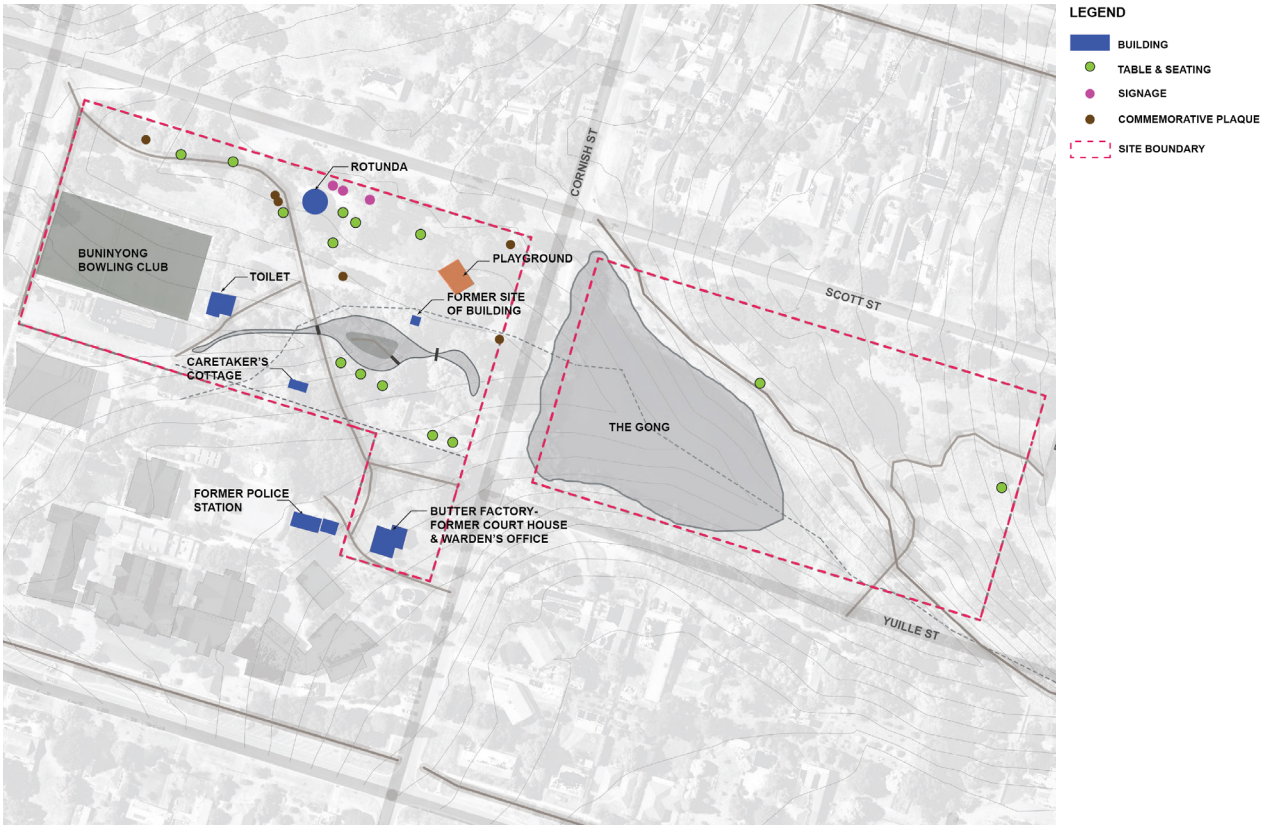 LEGEND
BUILDING
TABLE & SEATING
SIGNAGE
COMMEMORATIVE PLAQUE
SITE BOUNDARY
CORNISH ST
ROTUNDA
BUNINYONG
BOWLING CLUB
TOILET
PLAYGROUND
FORMER SITE
OF BUILDING
SCOTT ST
CARETAKER'S
COTTAGE
THE GONG
FORMER POLICE
STATION
BUTTER FACTORY-
FORMER COURT HOUSE
& WARDEN'S OFFICE
YUILLE ST